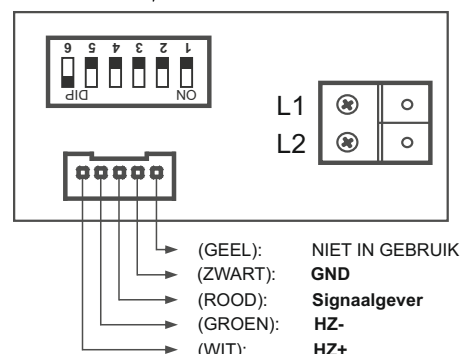 6 5 4 3 2 1
DIP ON
L1
L2
(GEEL): NIET IN GEBRUIK
(ZWART): GND
(ROOD): Signaalgever
(GROEN): HZ-
(WIT): HZ+